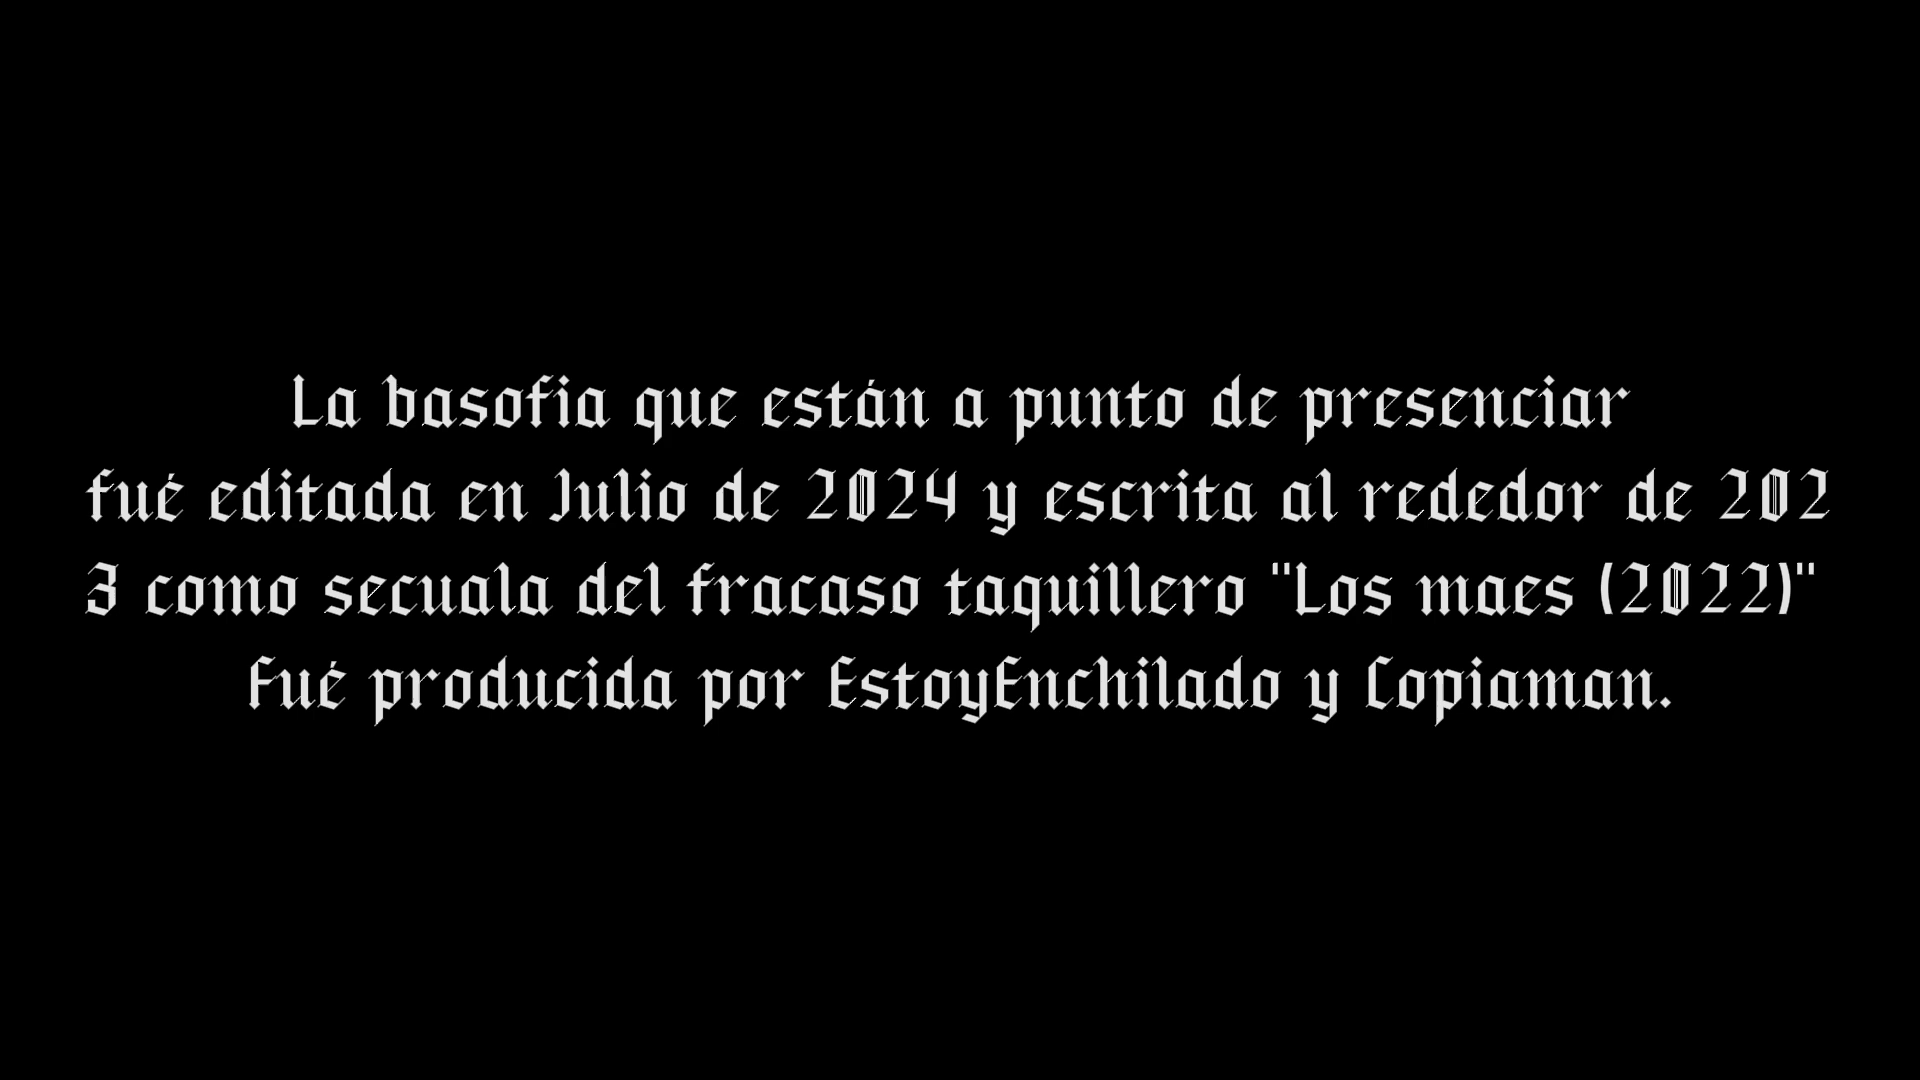 La basofia que están a punto de presenciar
fué editada en Julio de 2024 y escrita al rededor de 202
3 como secuala del fracaso taquillero "Los maes (2022)"
Fué producida por EstoyEnchilado y Copiaman.